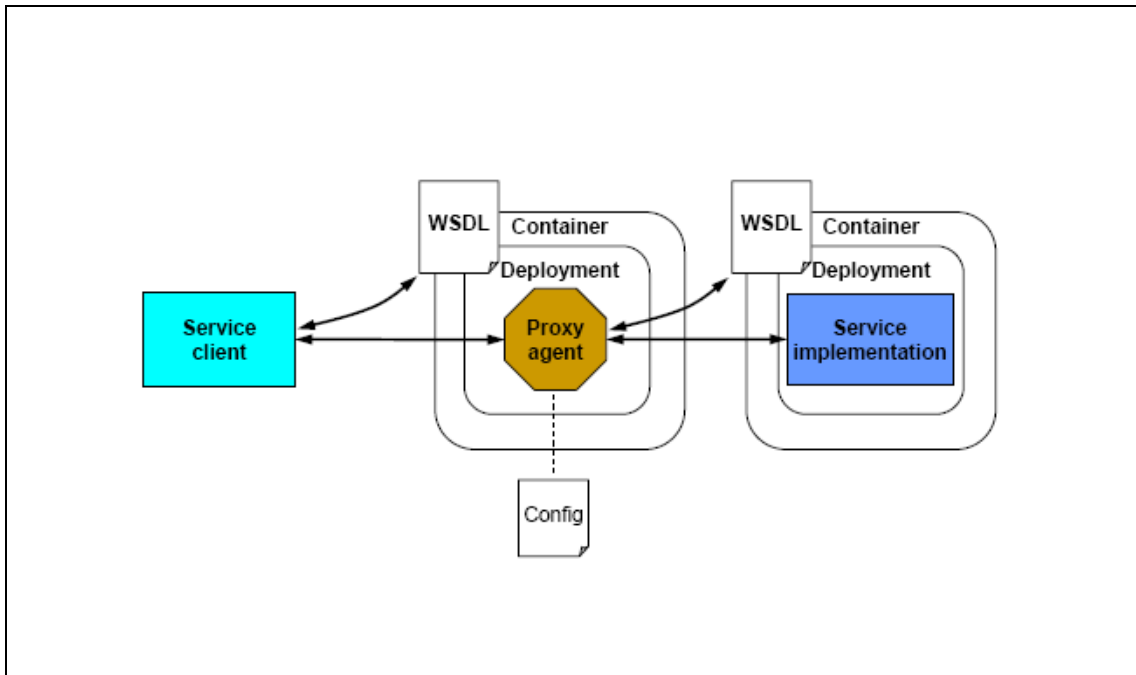 WSDL
Container
Deployment
Service
client
Proxy
agent
Config
WSDL
Container
Deployment
Service
implementation